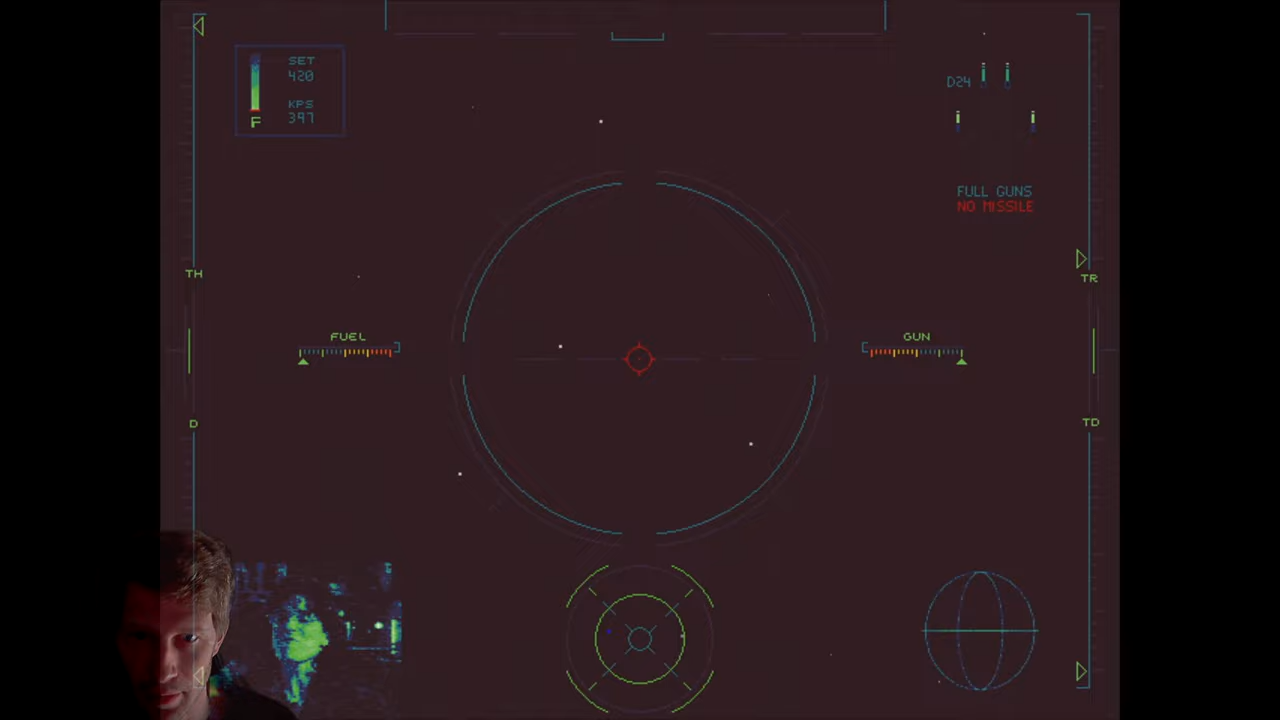 SET
420
KPS
397
F
D24
FULL GUNS
NO MISSILE
TH
TR
FUEL
GUN
D
TD